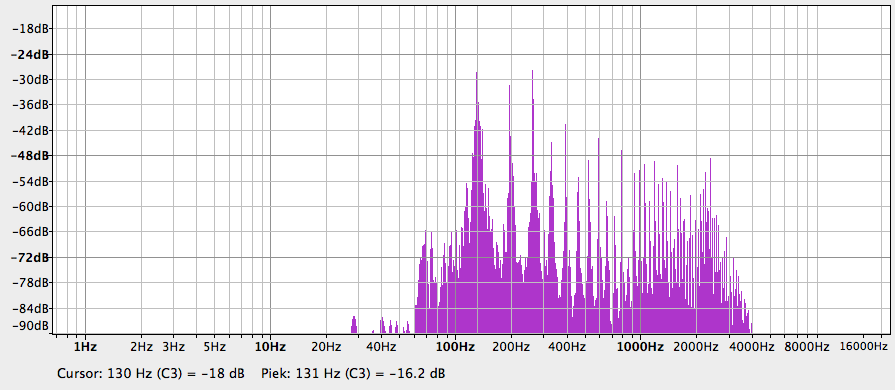 −18dB
−24dB
−30dB
−36dB
−42dB
−48dB
−54dB
−60dB
−66dB
−72dB
−78dB
−84dB
−90dB
1Hz 2Hz 3Hz 5Hz 10Hz 20Hz 40Hz 100Hz 200Hz 400Hz 1000Hz 2000Hz 4000Hz 8000Hz 16000Hz
Cursor: 130 Hz (C3) = −18 dB Piek: 131 Hz (C3) = −16.2 dB